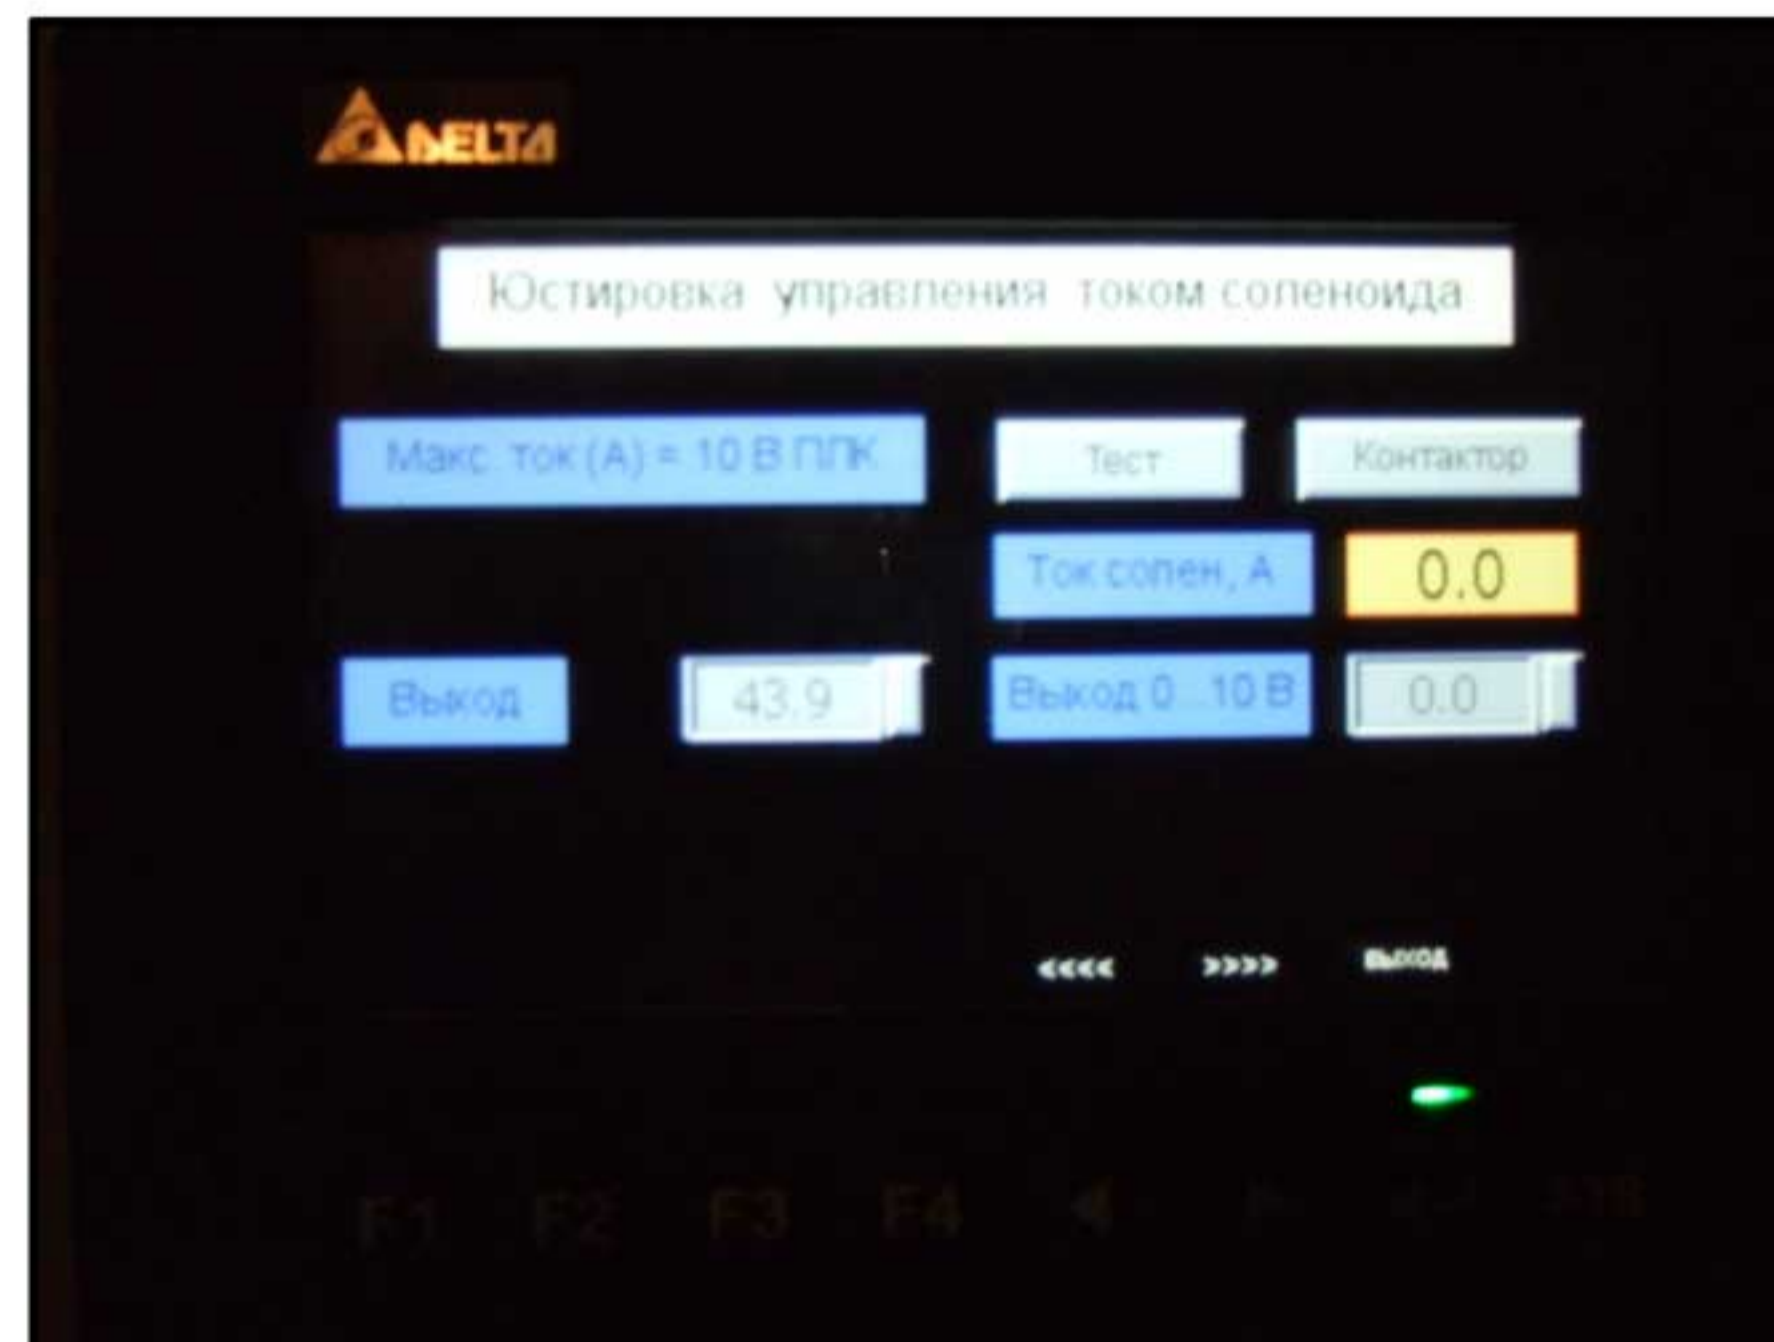 DELTA
Юстировка управления током соленоида
Макс. ток (А) = 10 В ПЛК
Тест
Контактор
Ток солен, А
0.0
Выход
43.9
Выход 0...10 В
0.0
<<<< >>>> ВЫХОД
F1 F2 F3 F4